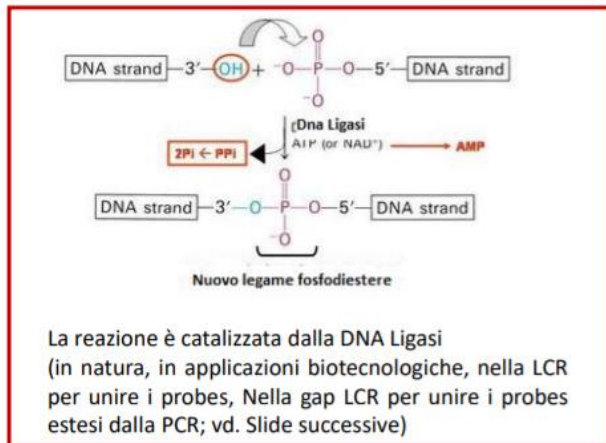 DNA strand—3′—OH + ⁻O—P—O—5′—DNA strand
O
⁻O
(Dna Ligasi
ATP (or NAD⁺) → AMP
2Pi ← PPi
O
DNA strand—3′—O—P—O—5′—DNA strand
⁻O
Nuovo legame fosfodiestere
La reazione è catalizzata dalla DNA Ligasi
(in natura, in applicazioni biotecnologiche, nella LCR
per unire i probes, Nella gap LCR per unire i probes
estesi dalla PCR; vd. Slide successive)